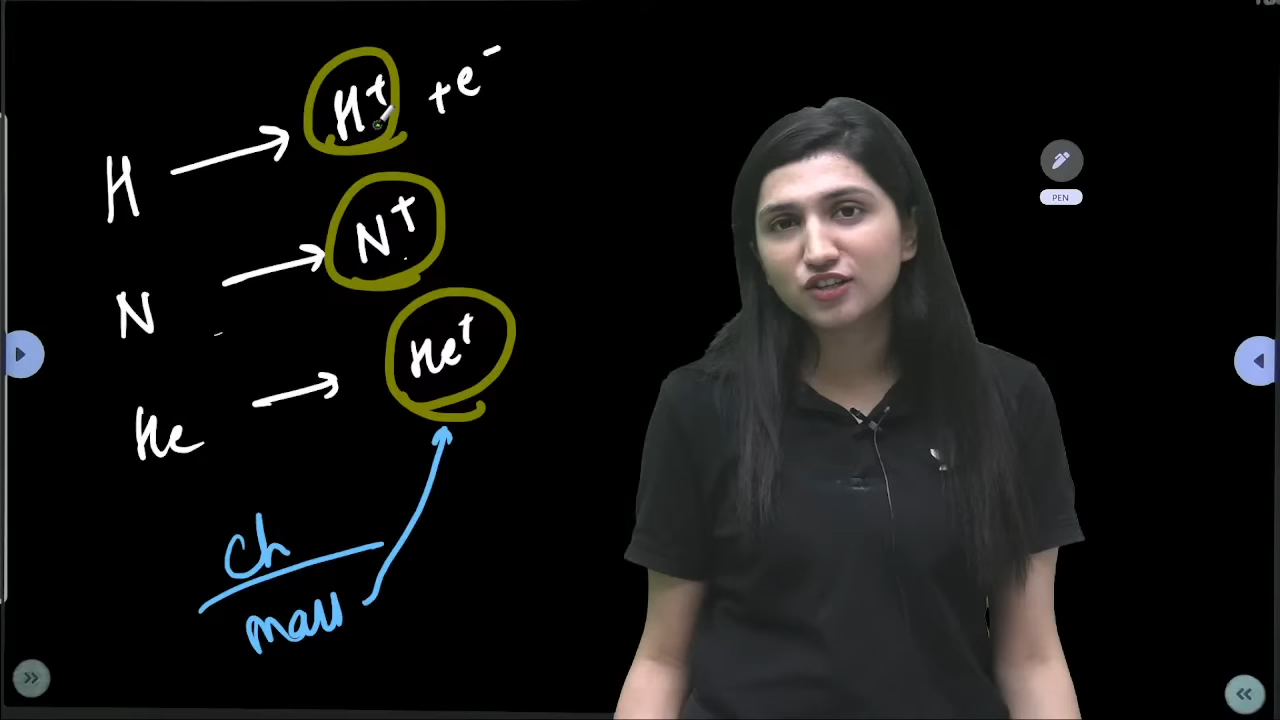 H → H⁺ + e⁻
N → N⁺
He → He⁺
Ch
mass
PEN